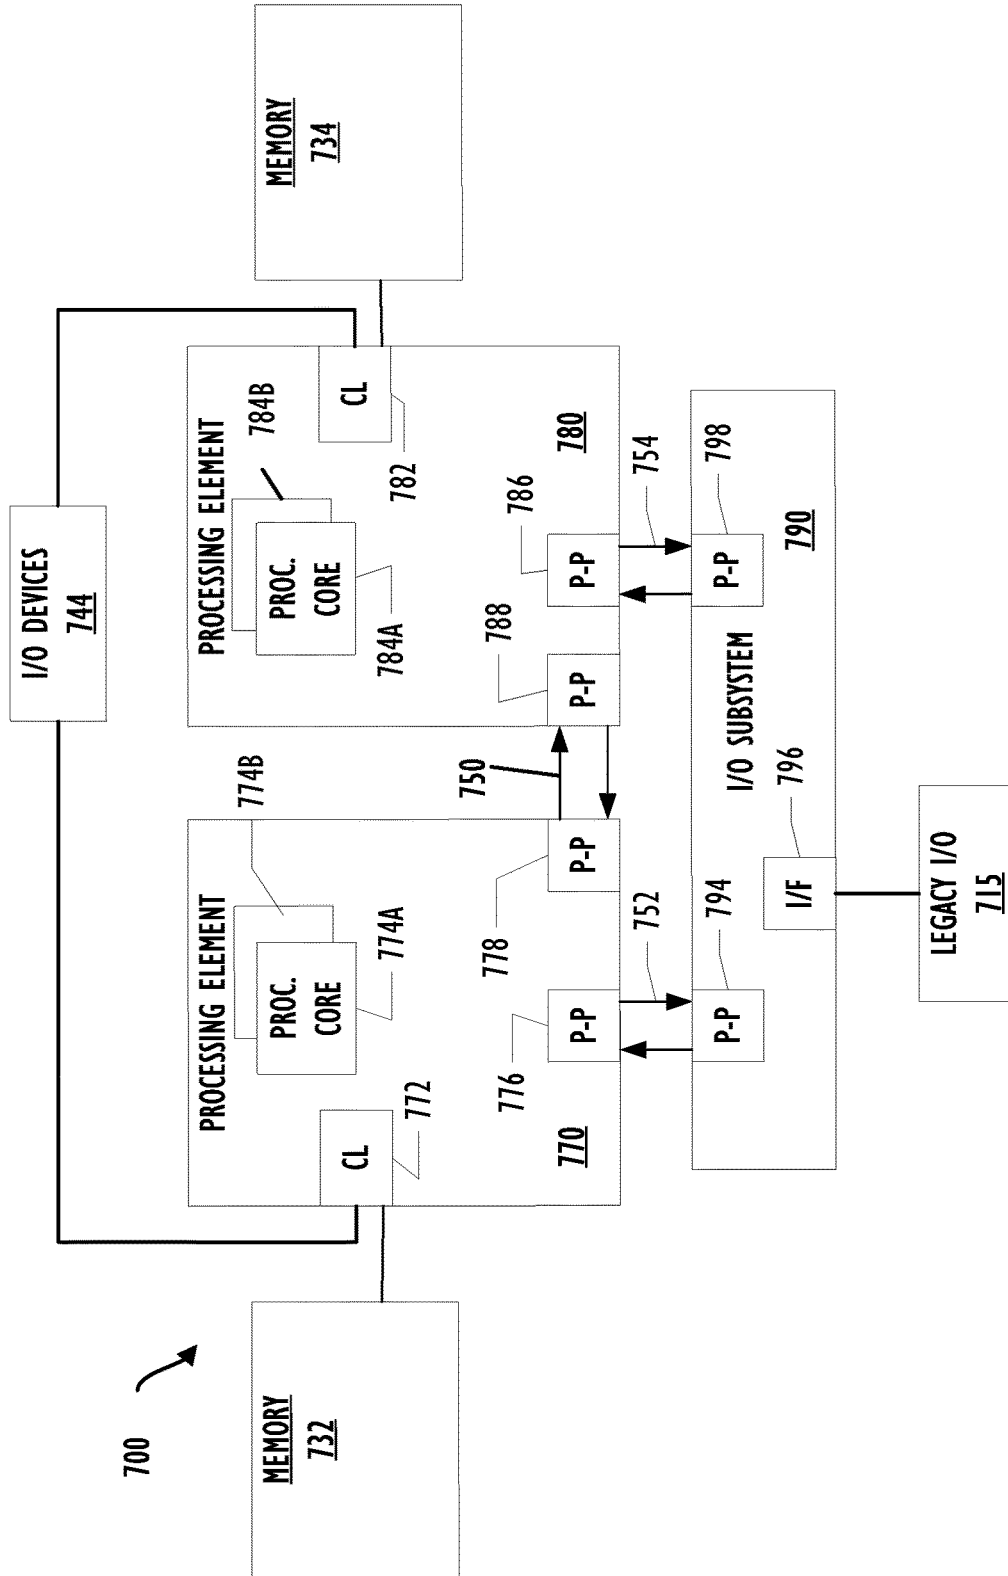 700
I/O DEVICES
744
MEMORY
732
PROCESSING ELEMENT
774B
PROC.
CORE
774A
CL
772
776
P-P
778
P-P
770
750
PROCESSING ELEMENT
784B
PROC.
CORE
784A
CL
782
788
P-P
786
P-P
780
MEMORY
734
752
754
P-P
794
I/O SUBSYSTEM
P-P
798
790
I/F
796
LEGACY I/O
715